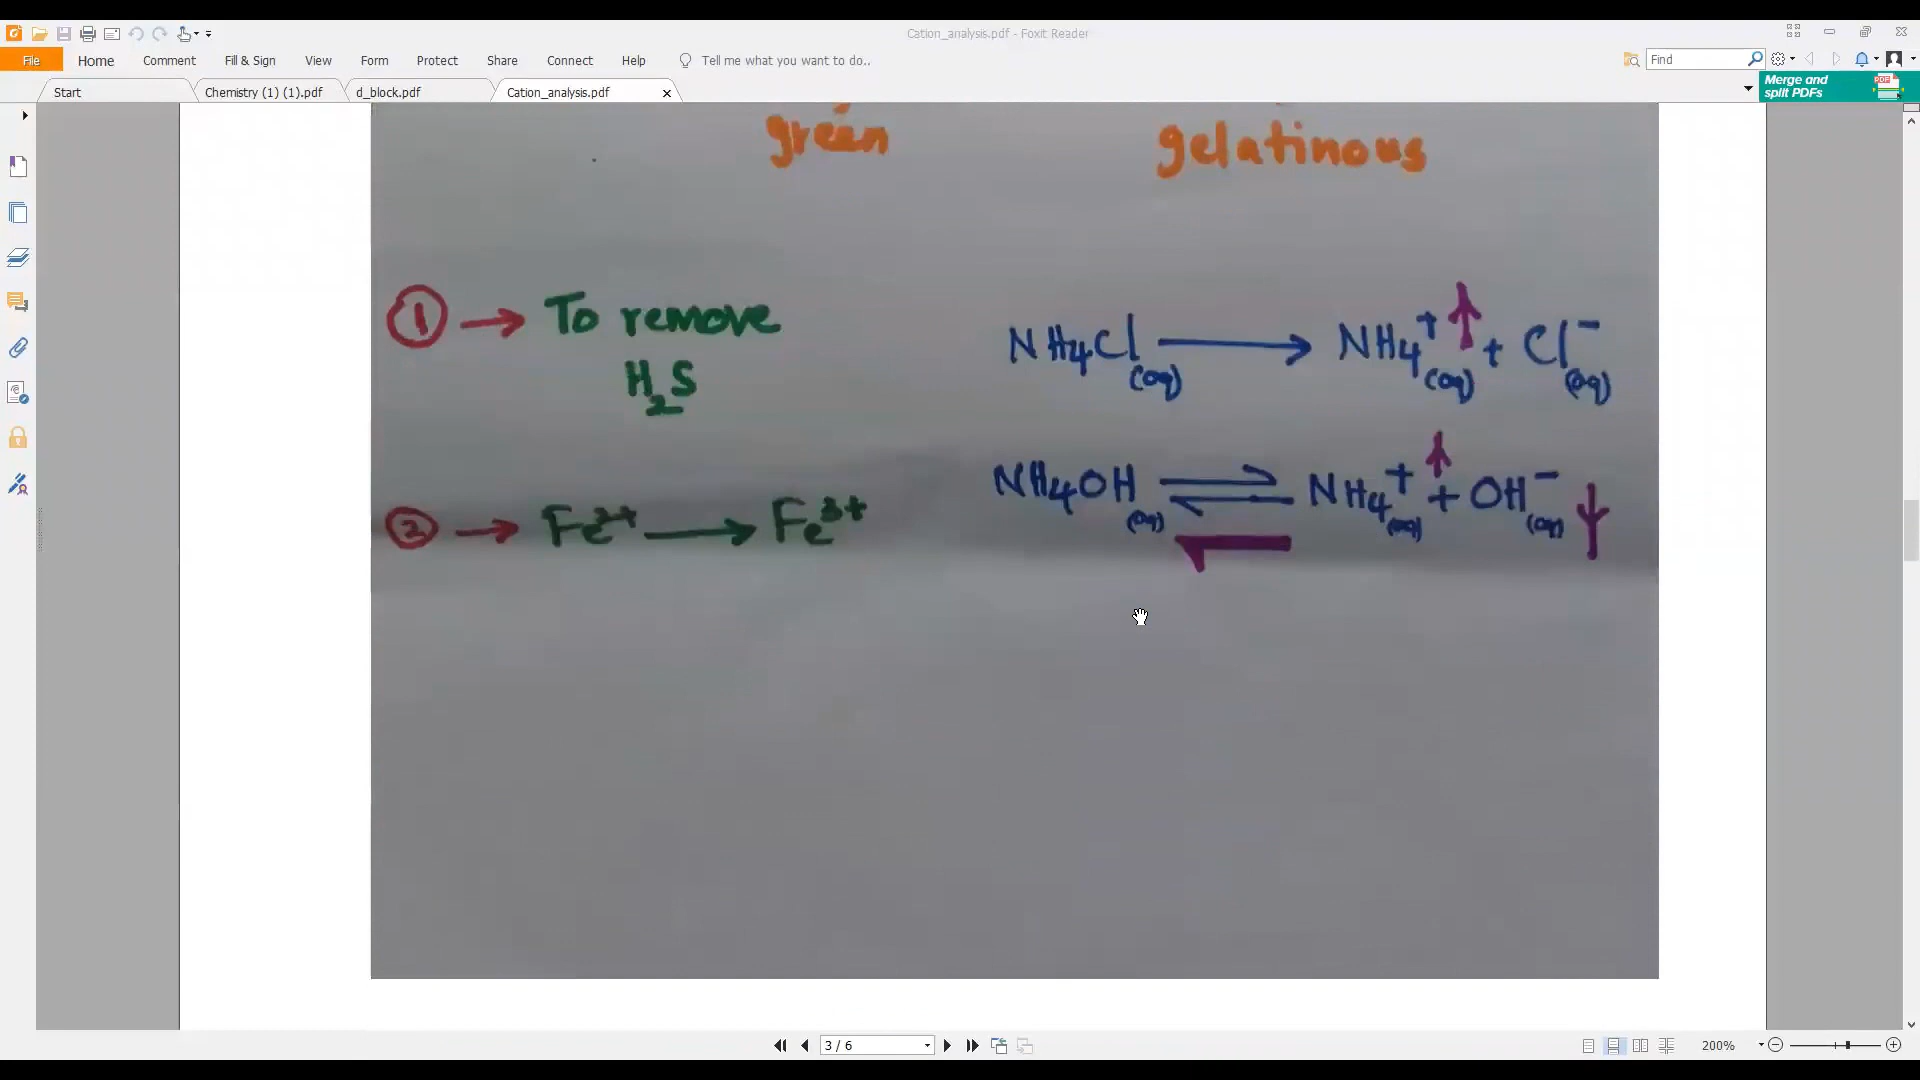 Cation_analysis.pdf - Foxit Reader
File Home Comment Fill & Sign View Form Protect Share Connect Help Tell me what you want to do.. Find
Start Chemistry (1) (1).pdf d_block.pdf Cation_analysis.pdf
Merge and
split PDFs
green gelatinous
① → To remove
H₂S
NH₄Cl(aq) → NH₄⁺(aq) ↑ + Cl⁻(aq)
② → Fe²⁺ → Fe³⁺
NH₄OH(aq) ⇌ NH₄⁺(aq) ↑ + OH⁻(aq) ↓
3 / 6 200%